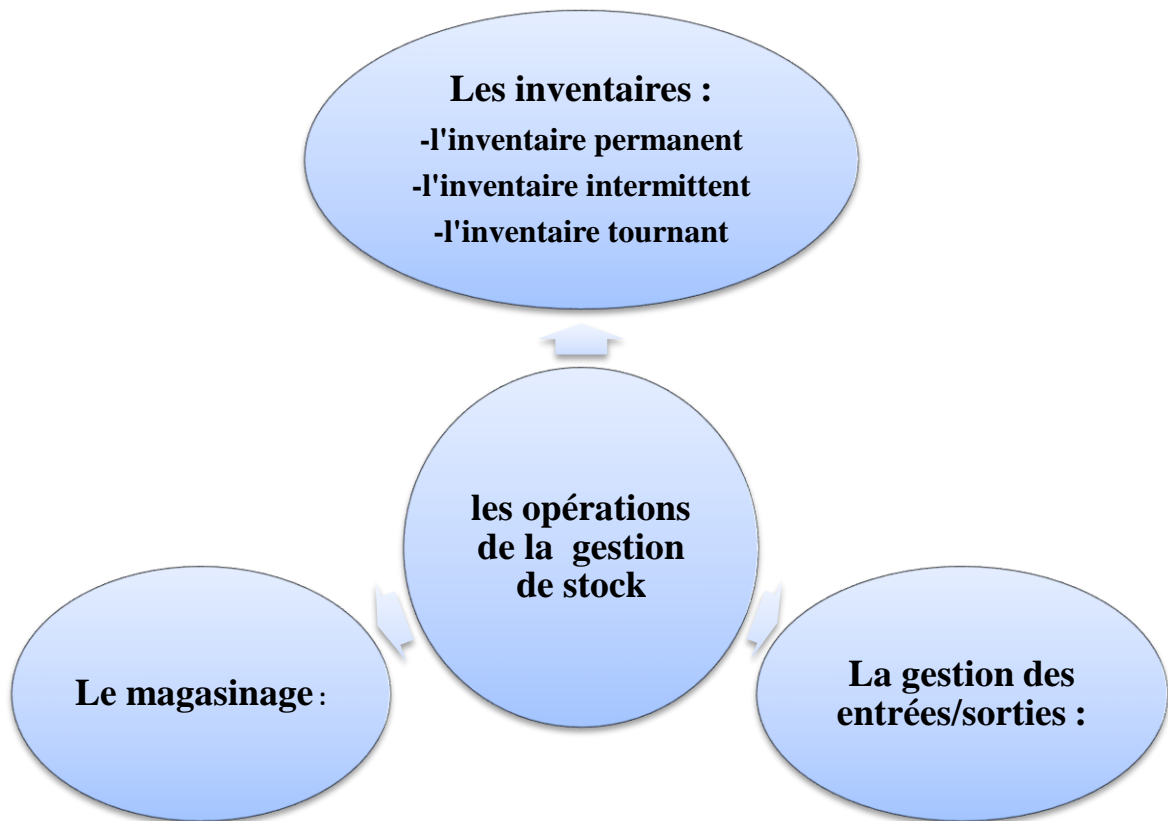 Les inventaires :
-l'inventaire permanent
-l'inventaire intermittent
-l'inventaire tournant
les opérations
de la gestion
de stock
Le magasinage :
La gestion des
entrées/sorties :